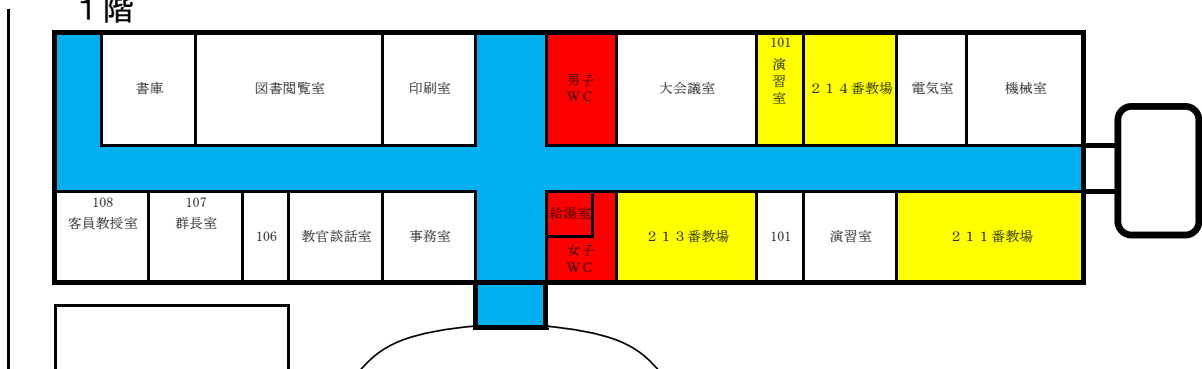 1階
書庫
図書閲覧室
印刷室
男子
WC
大会議室
101
演
習
室
214番教場
電気室
機械室
108
客員教授室
107
群長室
106
教官談話室
事務室
給湯室
女子
WC
213番教場
101
演習室
211番教場